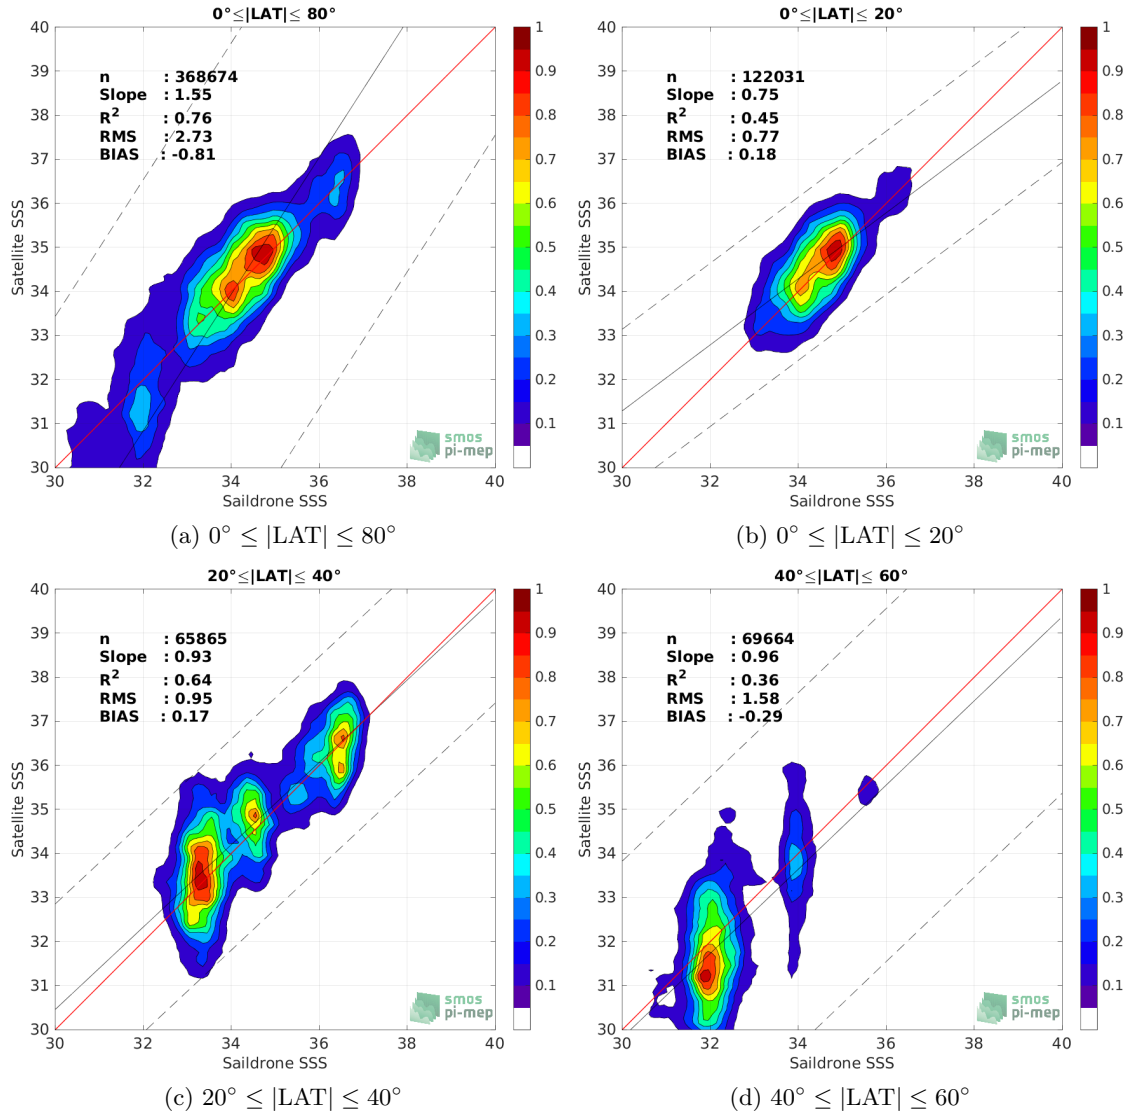 0°≤|LAT|≤ 80°
n : 368674
Slope : 1.55
R² : 0.76
RMS : 2.73
BIAS : -0.81
40
39
38
37
36
35
34
33
32
31
30
Satellite SSS
30 32 34 36 38 40
Saildrone SSS
1
0.9
0.8
0.7
0.6
0.5
0.4
0.3
0.2
0.1
smos
pi-mep
(a) 0° ≤ |LAT| ≤ 80°
0°≤|LAT|≤ 20°
n : 122031
Slope : 0.75
R² : 0.45
RMS : 0.77
BIAS : 0.18
40
39
38
37
36
35
34
33
32
31
30
Satellite SSS
30 32 34 36 38 40
Saildrone SSS
1
0.9
0.8
0.7
0.6
0.5
0.4
0.3
0.2
0.1
smos
pi-mep
(b) 0° ≤ |LAT| ≤ 20°
20°≤|LAT|≤ 40°
n : 65865
Slope : 0.93
R² : 0.64
RMS : 0.95
BIAS : 0.17
40
39
38
37
36
35
34
33
32
31
30
Satellite SSS
30 32 34 36 38 40
Saildrone SSS
1
0.9
0.8
0.7
0.6
0.5
0.4
0.3
0.2
0.1
smos
pi-mep
(c) 20° ≤ |LAT| ≤ 40°
40°≤|LAT|≤ 60°
n : 69664
Slope : 0.96
R² : 0.36
RMS : 1.58
BIAS : -0.29
40
39
38
37
36
35
34
33
32
31
30
Satellite SSS
30 32 34 36 38 40
Saildrone SSS
1
0.9
0.8
0.7
0.6
0.5
0.4
0.3
0.2
0.1
smos
pi-mep
(d) 40° ≤ |LAT| ≤ 60°